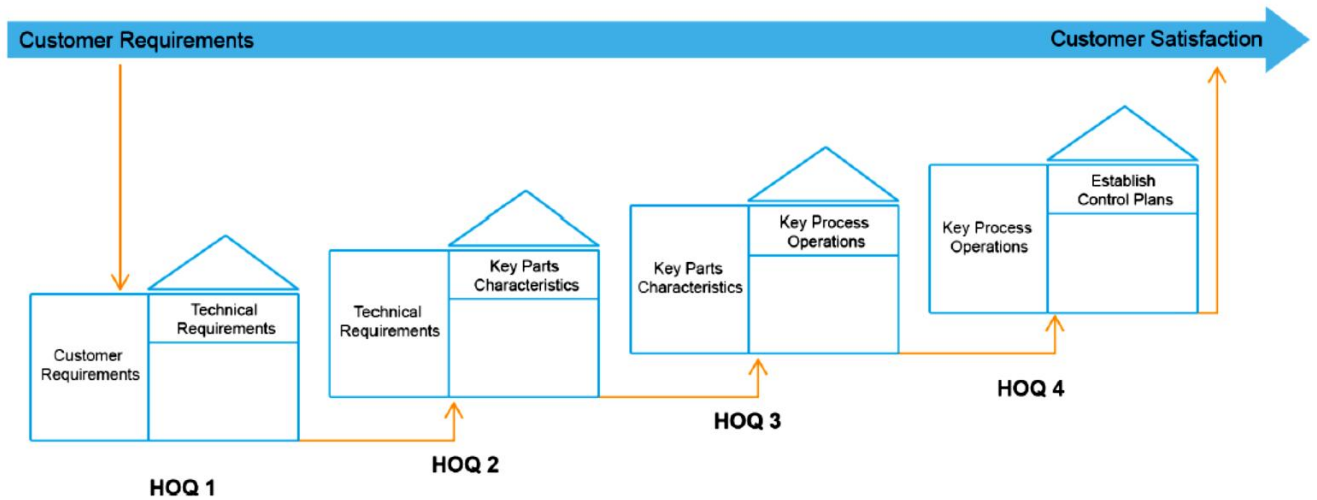 Customer Requirements
Customer Satisfaction
Customer
Requirements
Technical
Requirements
HOQ 1
Technical
Requirements
Key Parts
Characteristics
HOQ 2
Key Parts
Characteristics
Key Process
Operations
HOQ 3
Key Process
Operations
Establish
Control Plans
HOQ 4